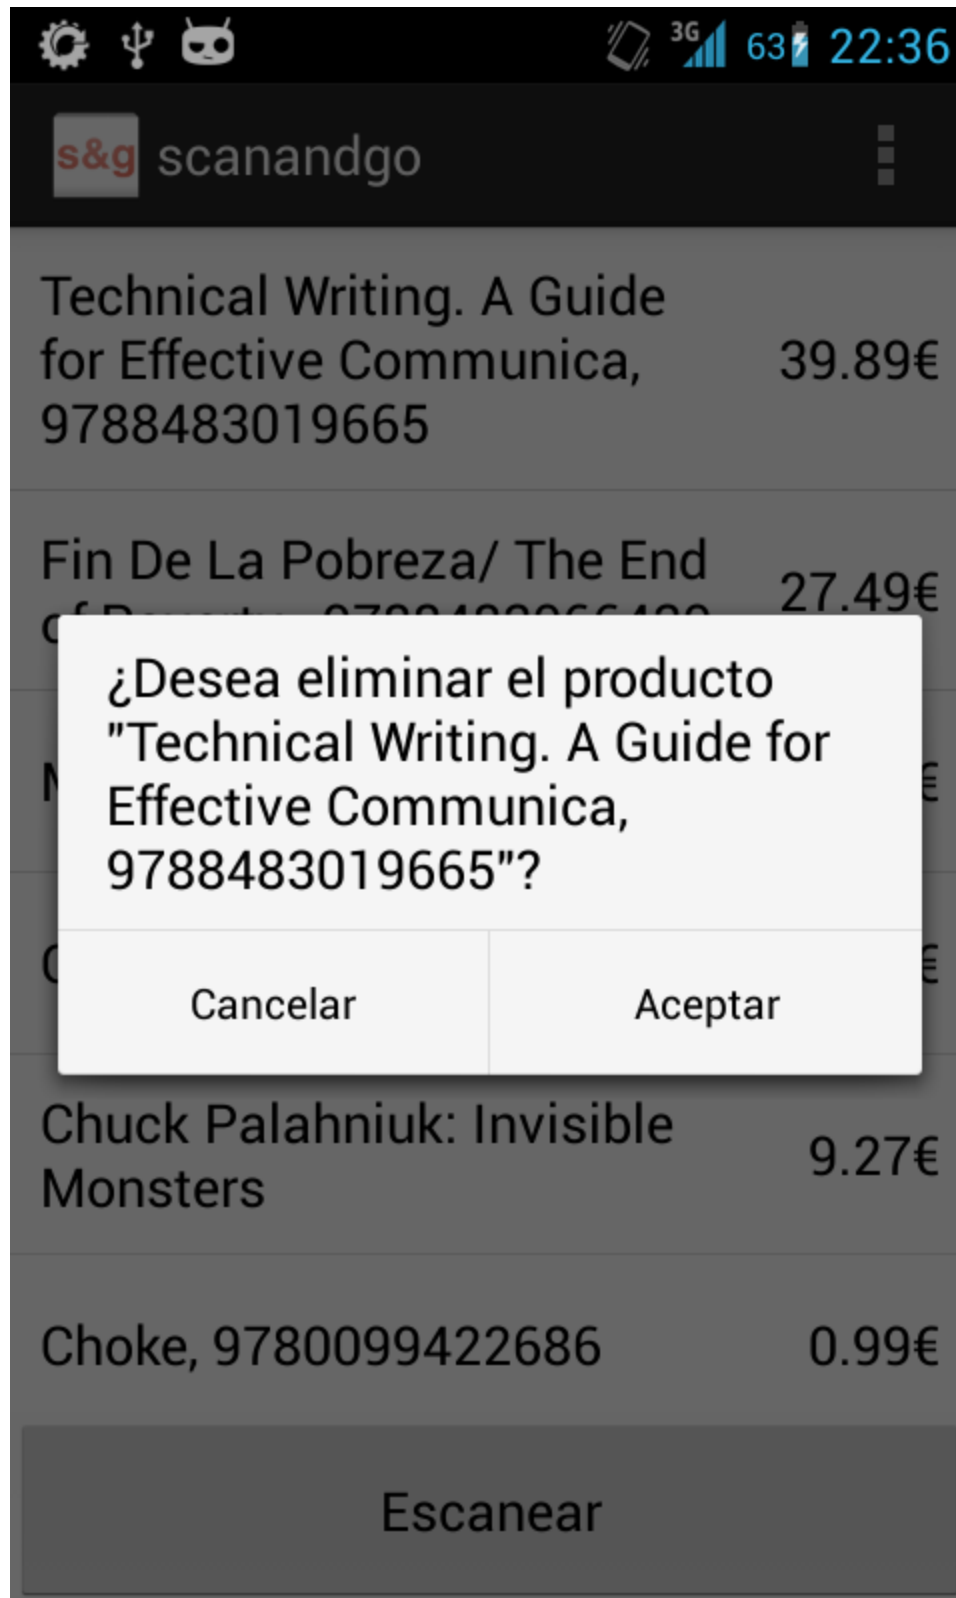 3G 63 22:36
s&g scanandgo
Technical Writing. A Guide
for Effective Communica, 39.89€
9788483019665
Fin De La Pobreza/ The End
27.49€
¿Desea eliminar el producto
"Technical Writing. A Guide for
Effective Communica,
9788483019665"?
Cancelar Aceptar
Chuck Palahniuk: Invisible
Monsters 9.27€
Choke, 9780099422686 0.99€
Escanear